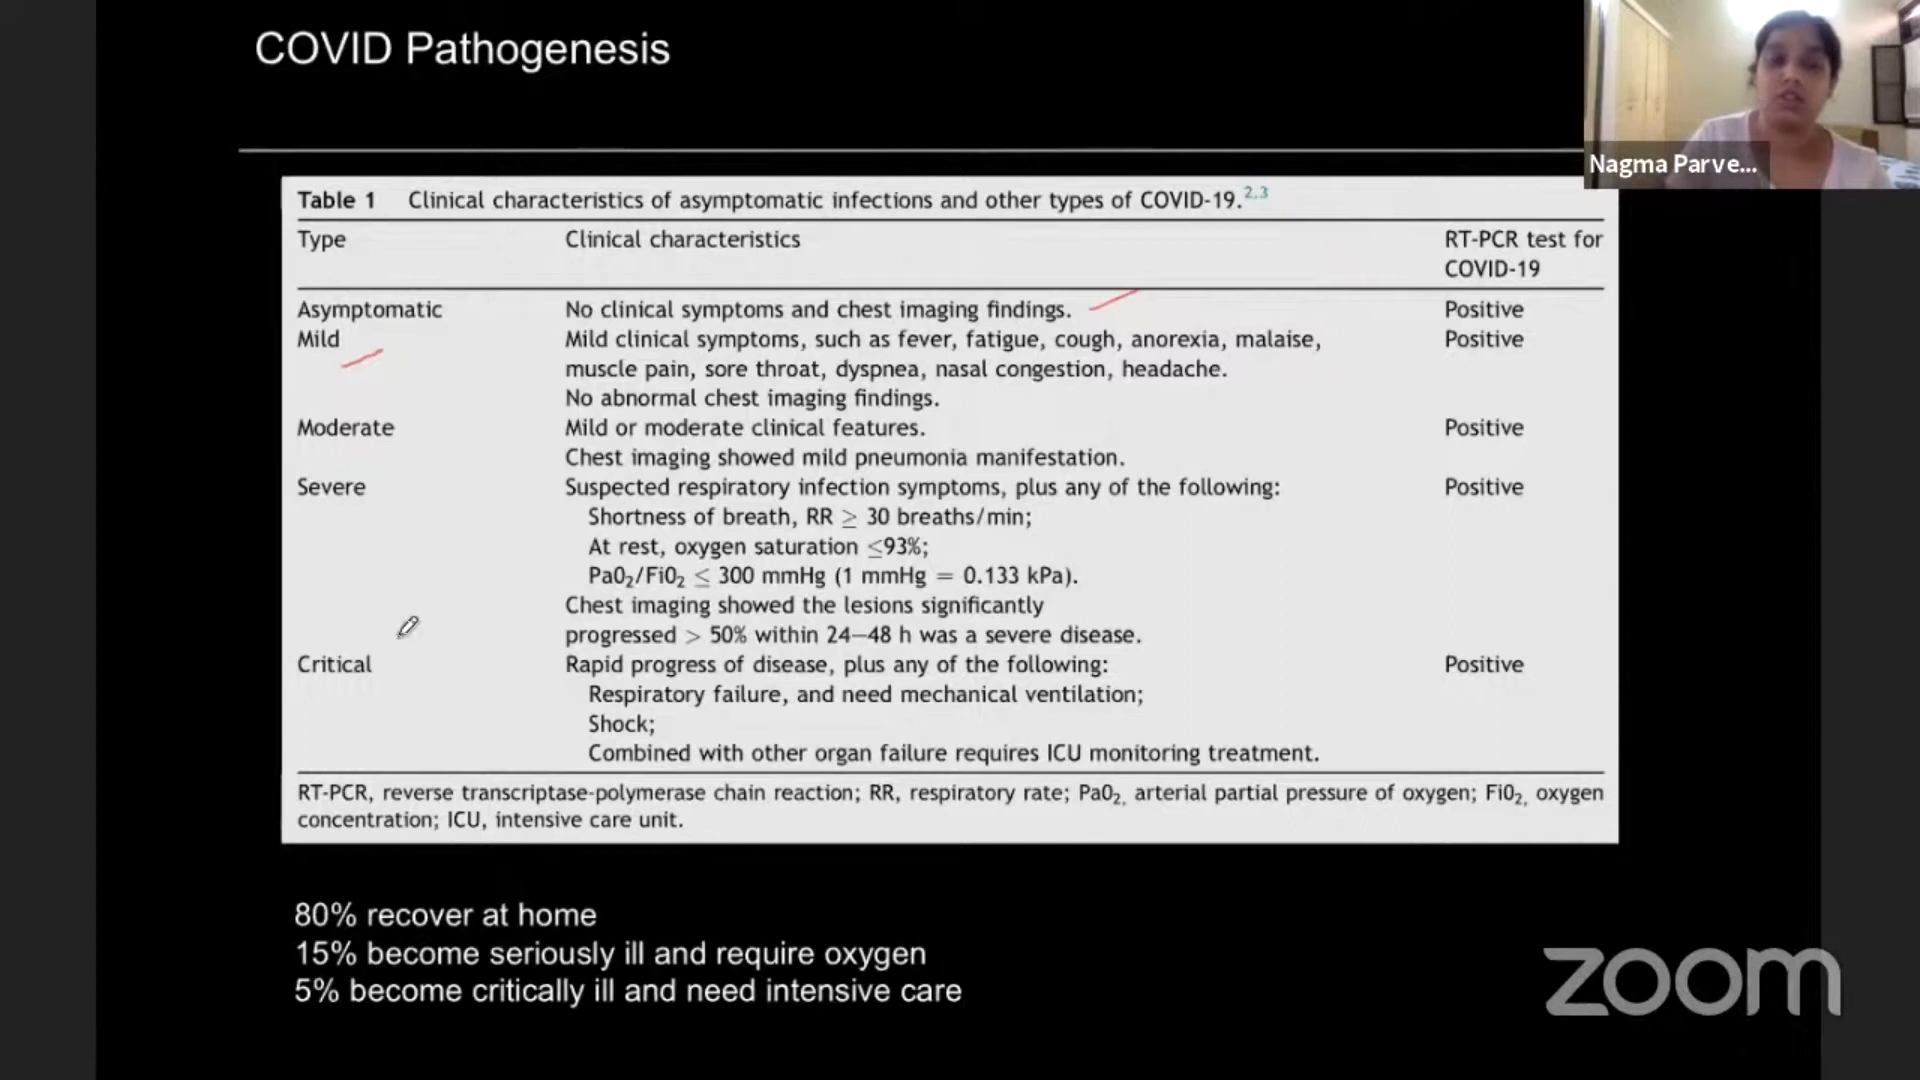 COVID Pathogenesis
Nagma Parve...
Table 1 Clinical characteristics of asymptomatic infections and other types of COVID-19.2,3
Type Clinical characteristics RT-PCR test for
COVID-19
Asymptomatic No clinical symptoms and chest imaging findings. Positive
Mild Mild clinical symptoms, such as fever, fatigue, cough, anorexia, malaise, Positive
muscle pain, sore throat, dyspnea, nasal congestion, headache.
No abnormal chest imaging findings.
Moderate Mild or moderate clinical features. Positive
Chest imaging showed mild pneumonia manifestation.
Severe Suspected respiratory infection symptoms, plus any of the following: Positive
Shortness of breath, RR ≥ 30 breaths/min;
At rest, oxygen saturation ≤93%;
PaO₂/FiO₂ ≤ 300 mmHg (1 mmHg = 0.133 kPa).
Chest imaging showed the lesions significantly
progressed > 50% within 24–48 h was a severe disease.
Critical Rapid progress of disease, plus any of the following: Positive
Respiratory failure, and need mechanical ventilation;
Shock;
Combined with other organ failure requires ICU monitoring treatment.
RT-PCR, reverse transcriptase-polymerase chain reaction; RR, respiratory rate; PaO₂, arterial partial pressure of oxygen; FiO₂, oxygen
concentration; ICU, intensive care unit.
80% recover at home
15% become seriously ill and require oxygen
5% become critically ill and need intensive care
zoom